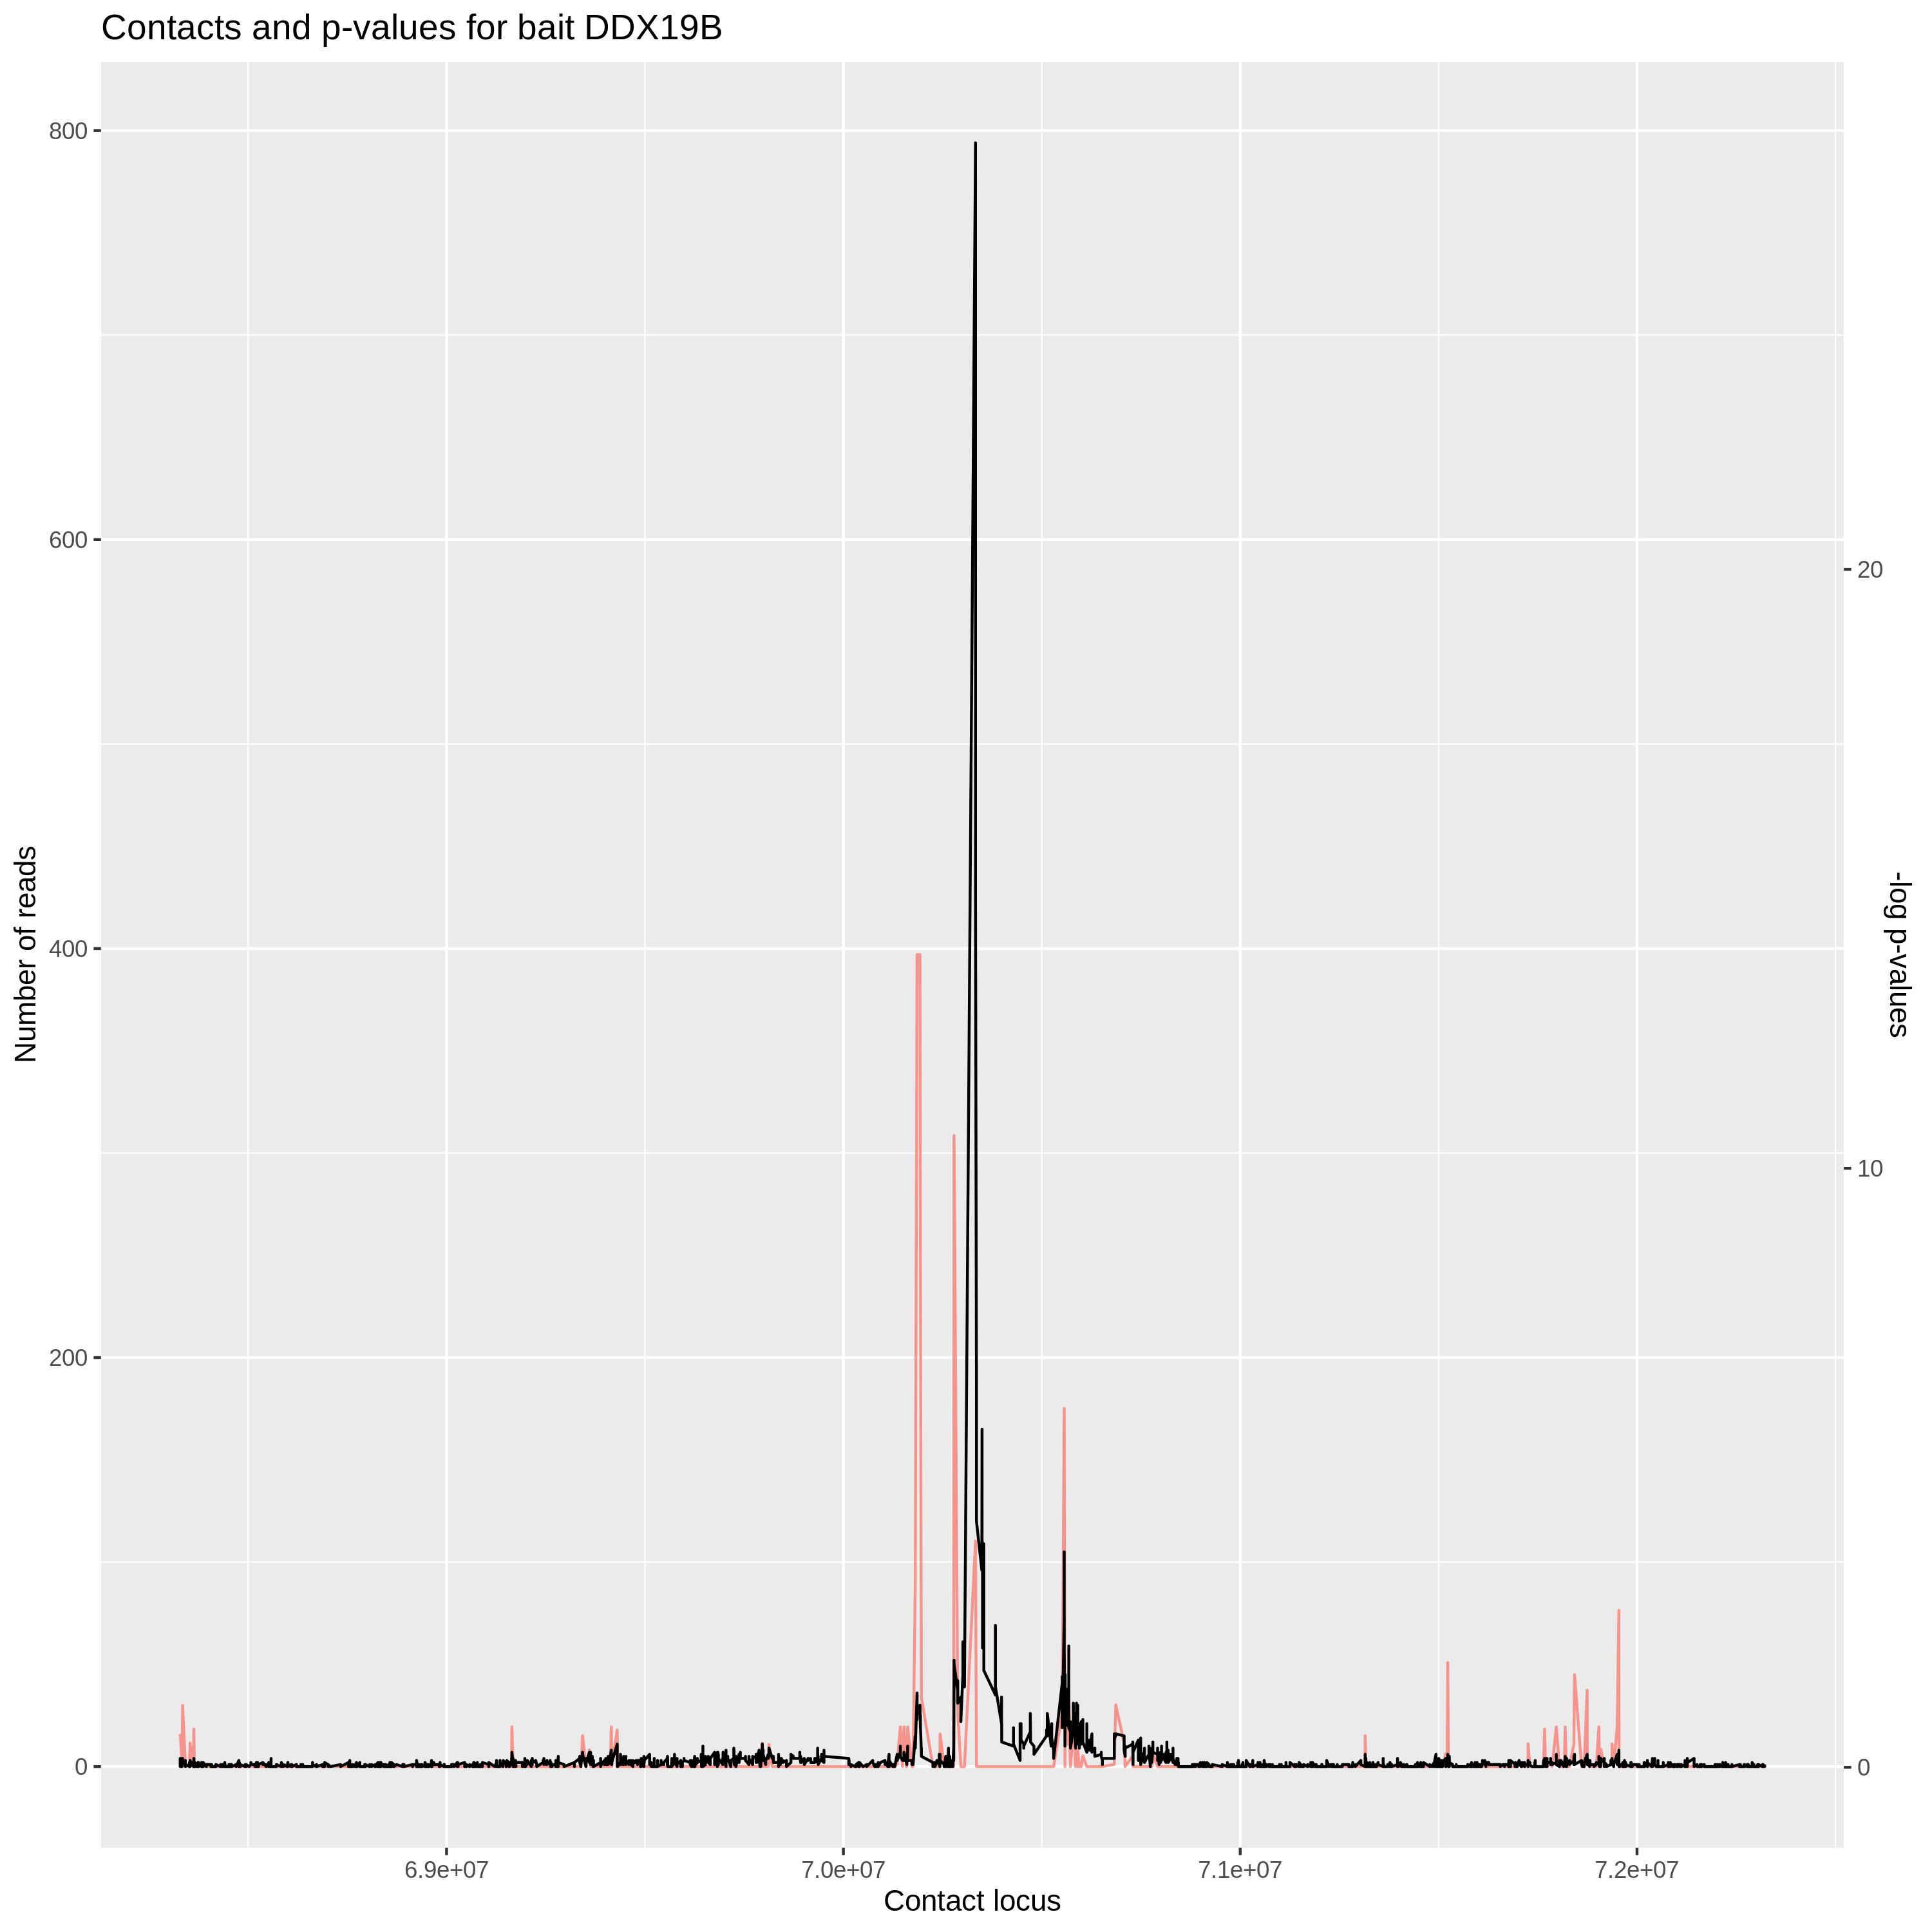 Contacts and p-values for bait DDX19B
800
600
400
200
0
Number of reads
20
10
0
-log p-values
6.9e+07
7.0e+07
7.1e+07
7.2e+07
Contact locus